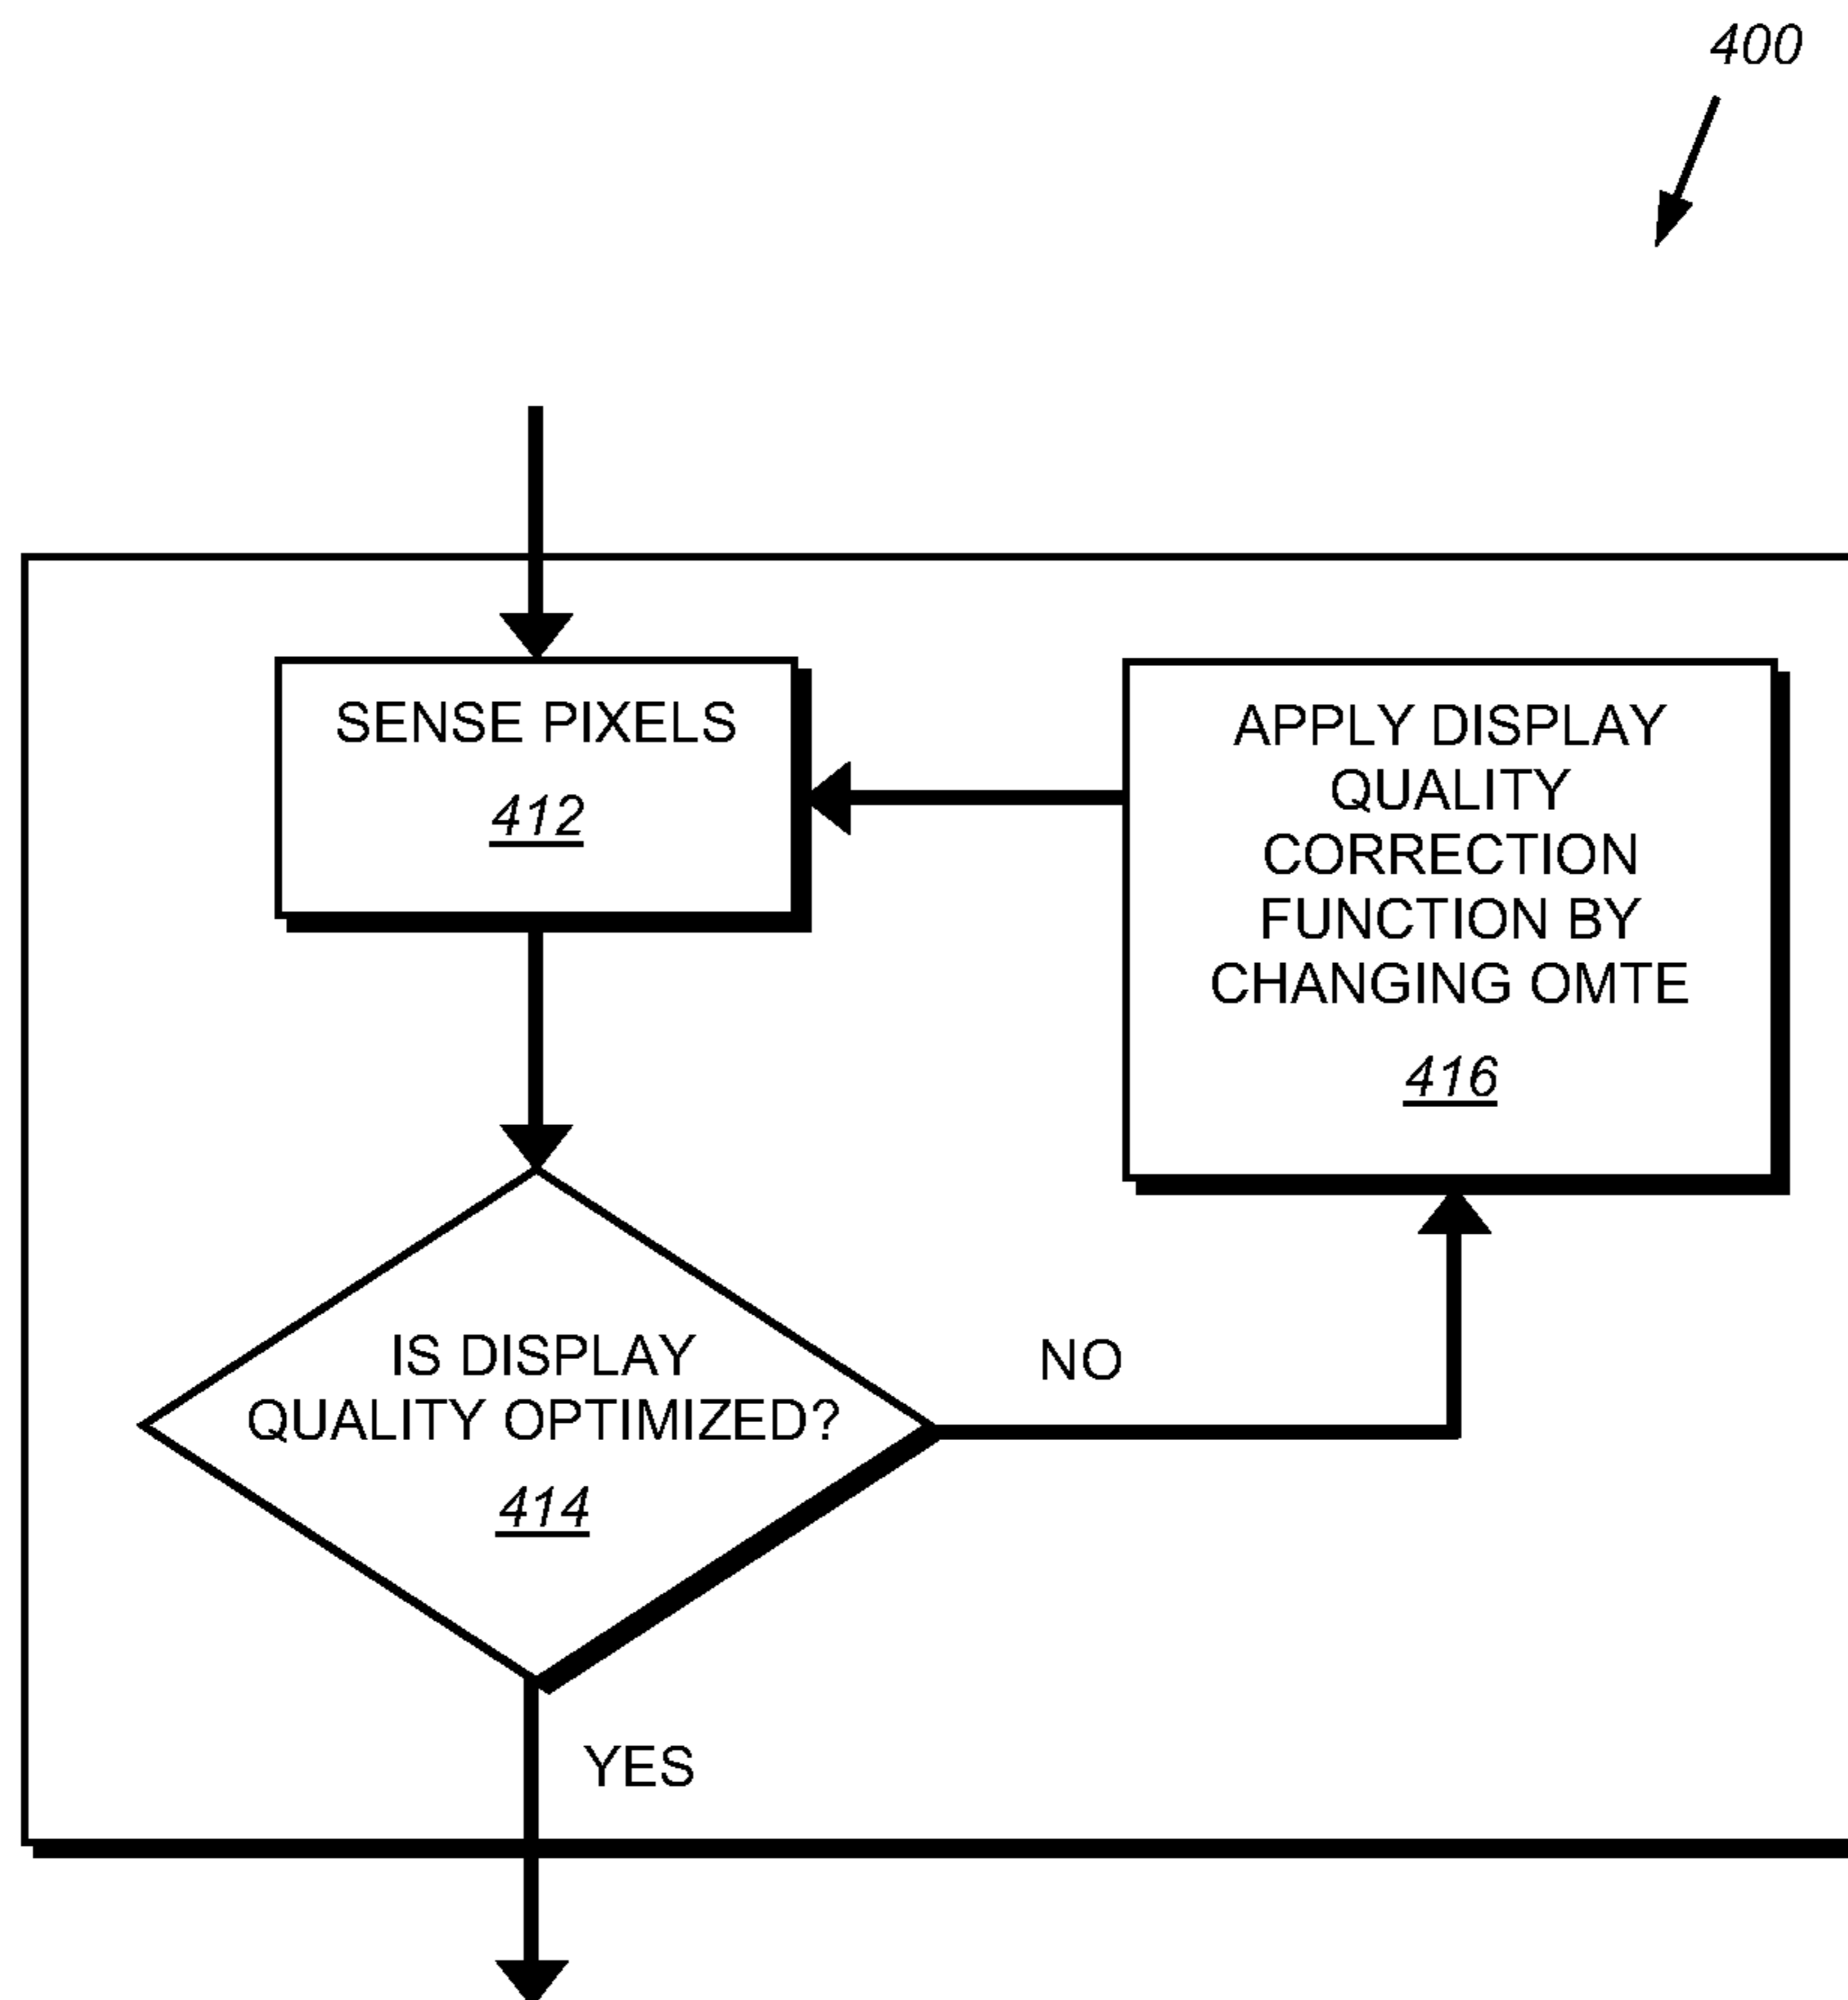 400
SENSE PIXELS
412
APPLY DISPLAY
QUALITY
CORRECTION
FUNCTION BY
CHANGING OMTE
416
IS DISPLAY
QUALITY OPTIMIZED?
414
NO
YES